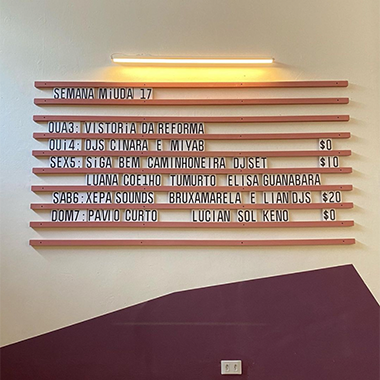 SEMANA MiUDA 17
QUA3: VISTORiA DA REFORMA
QUi4: DJS CINARA E MIYAB $0
SEX5: SiGA BEM CAMINHONEIRA DJSET $10
LUANA COElHO TUMURTO ELISA GUANABARA
SAB6: XEPA SOUNDS BRUXAMARELA E LIAN DJS $20
DOM7: PAVIO CURTO LUCIAN SOL KENO $0